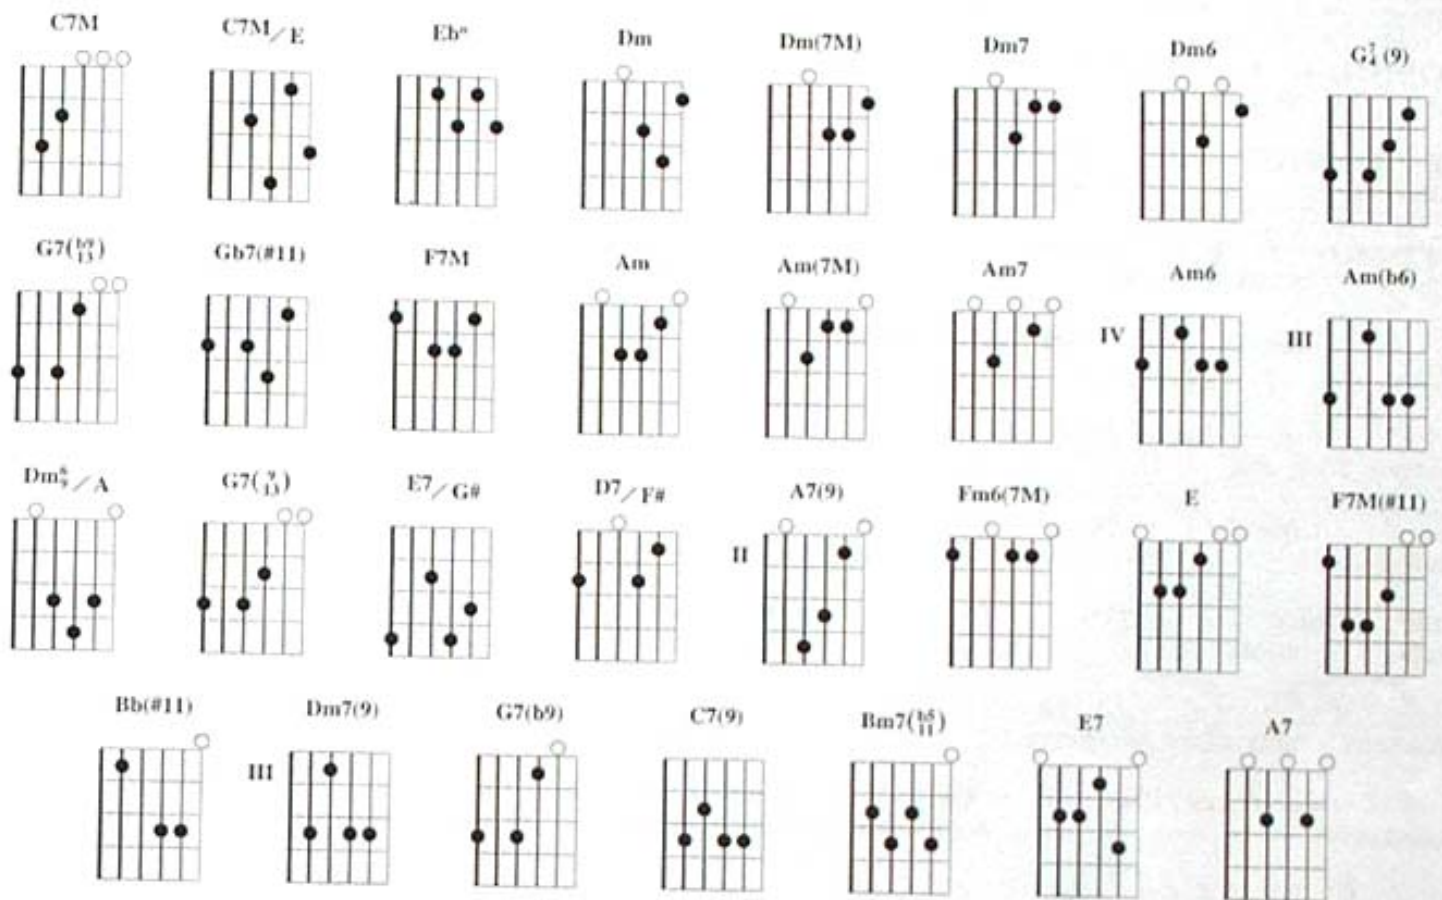 C7M C7M/E Eb° Dm Dm(7M) Dm7 Dm6 G7/4(9)
G7(b9/13) Gb7(#11) F7M Am Am(7M) Am7 Am6 Am(b6)
IV III
Dm6/9/A G7(9/13) E7/G# D7/F# A7(9) Fm6(7M) E F7M(#11)
II
Bb(#11) Dm7(9) G7(b9) C7(9) Bm7(b5/11) E7 A7
III